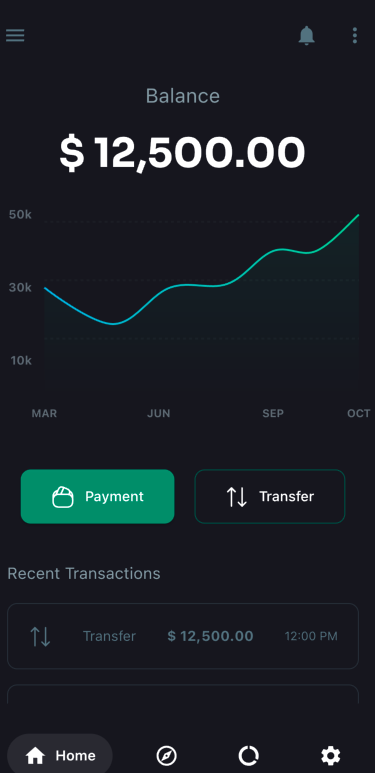 Balance
$ 12,500.00
50k
30k
10k
MAR JUN SEP OCT
Payment Transfer
Recent Transactions
Transfer $ 12,500.00 12:00 PM
Home